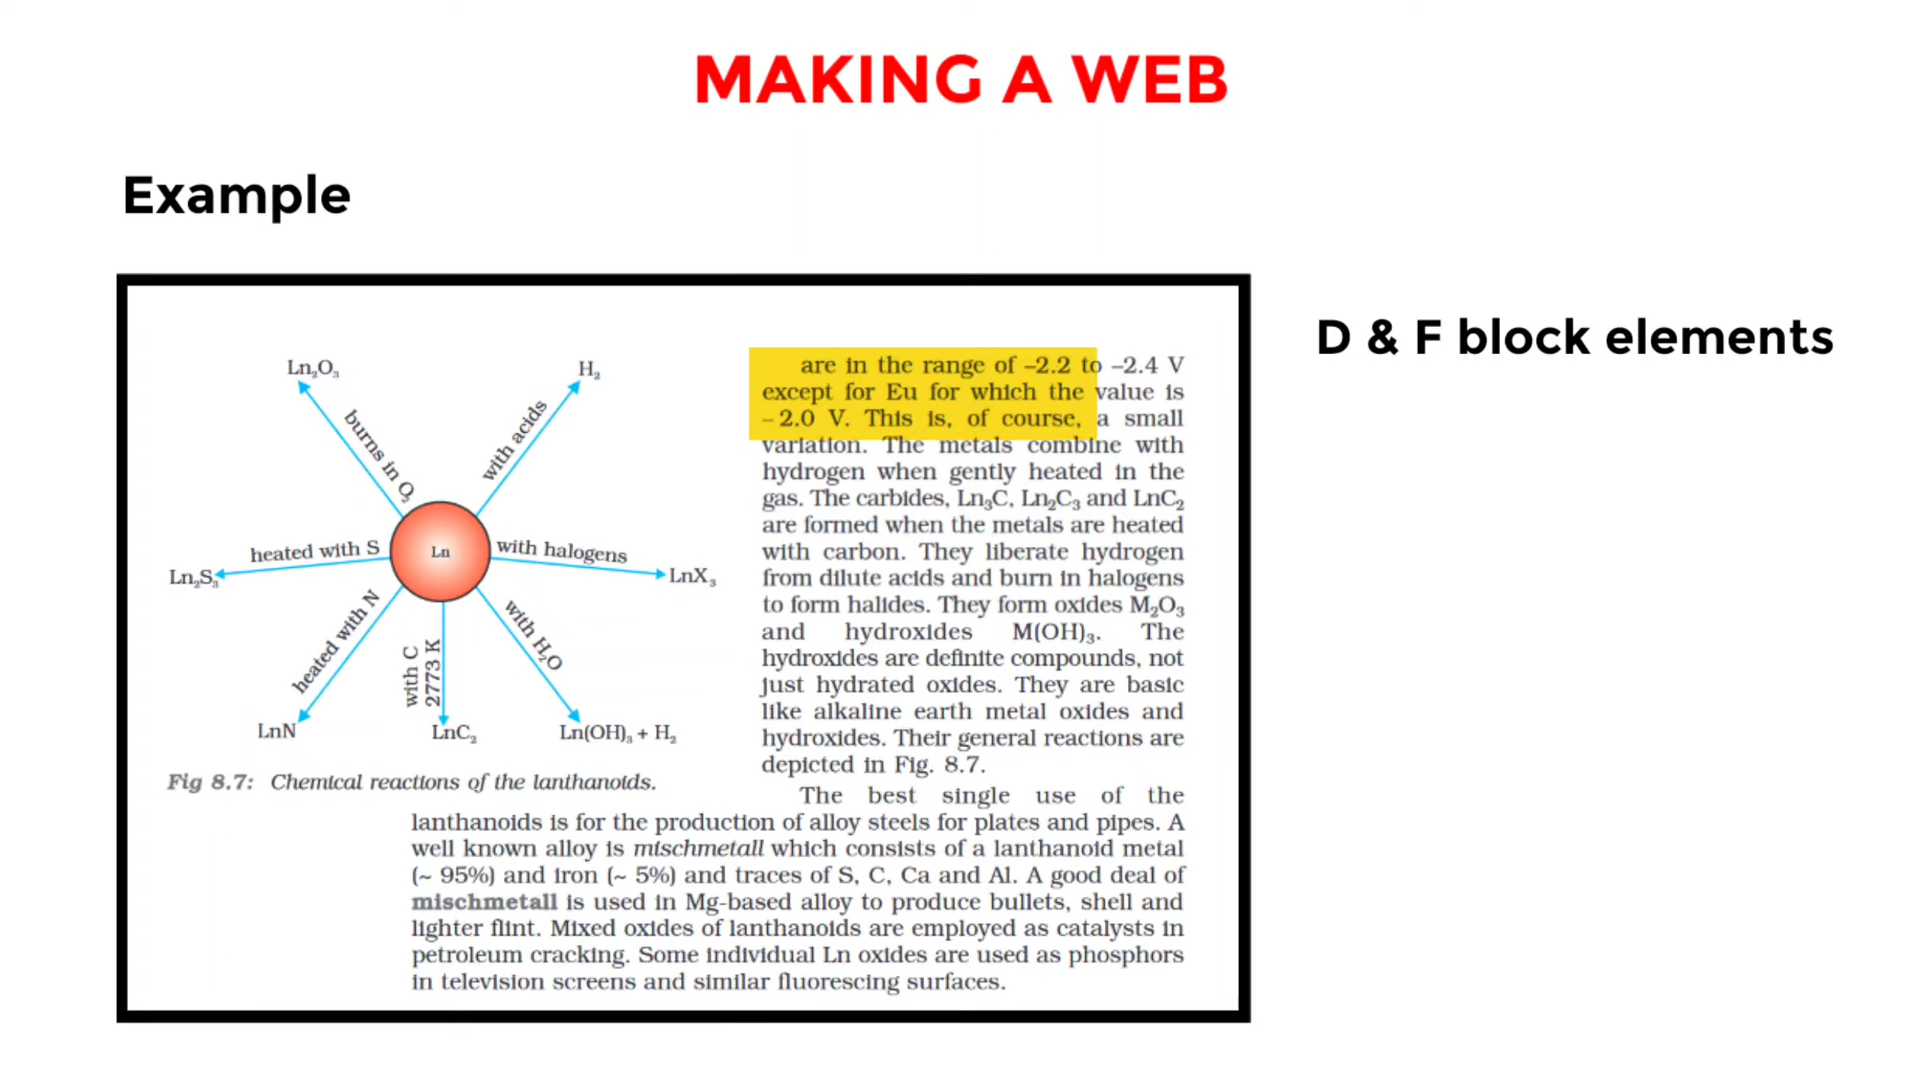 MAKING A WEB
Example
D & F block elements
Ln₂O₃
H₂
burns in O₂
with acids
heated with S
Ln
with halogens
Ln₂S₃
LnX₃
heated with N
with C
2773 K
with H₂O
LnN
LnC₂
Ln(OH)₃ + H₂
Fig 8.7: Chemical reactions of the lanthanoids.
are in the range of –2.2 to –2.4 V
except for Eu for which the value is
– 2.0 V. This is, of course, a small
variation. The metals combine with
hydrogen when gently heated in the
gas. The carbides, Ln₃C, Ln₂C₃ and LnC₂
are formed when the metals are heated
with carbon. They liberate hydrogen
from dilute acids and burn in halogens
to form halides. They form oxides M₂O₃
and hydroxides M(OH)₃. The
hydroxides are definite compounds, not
just hydrated oxides. They are basic
like alkaline earth metal oxides and
hydroxides. Their general reactions are
depicted in Fig. 8.7.
The best single use of the
lanthanoids is for the production of alloy steels for plates and pipes. A
well known alloy is mischmetall which consists of a lanthanoid metal
(~ 95%) and iron (~ 5%) and traces of S, C, Ca and Al. A good deal of
mischmetall is used in Mg-based alloy to produce bullets, shell and
lighter flint. Mixed oxides of lanthanoids are employed as catalysts in
petroleum cracking. Some individual Ln oxides are used as phosphors
in television screens and similar fluorescing surfaces.